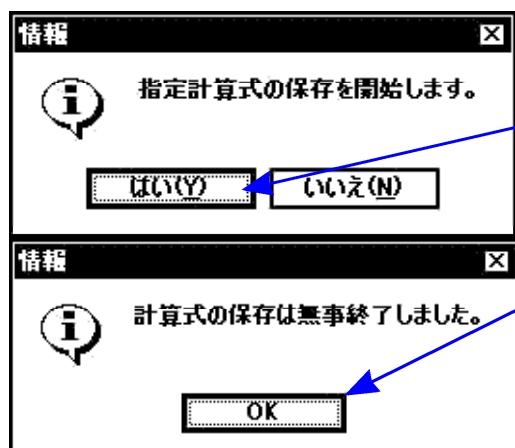 情報
指定計算式の保存を開始します。
はい(Y) いいえ(N)
情報
計算式の保存は無事終了しました。
OK